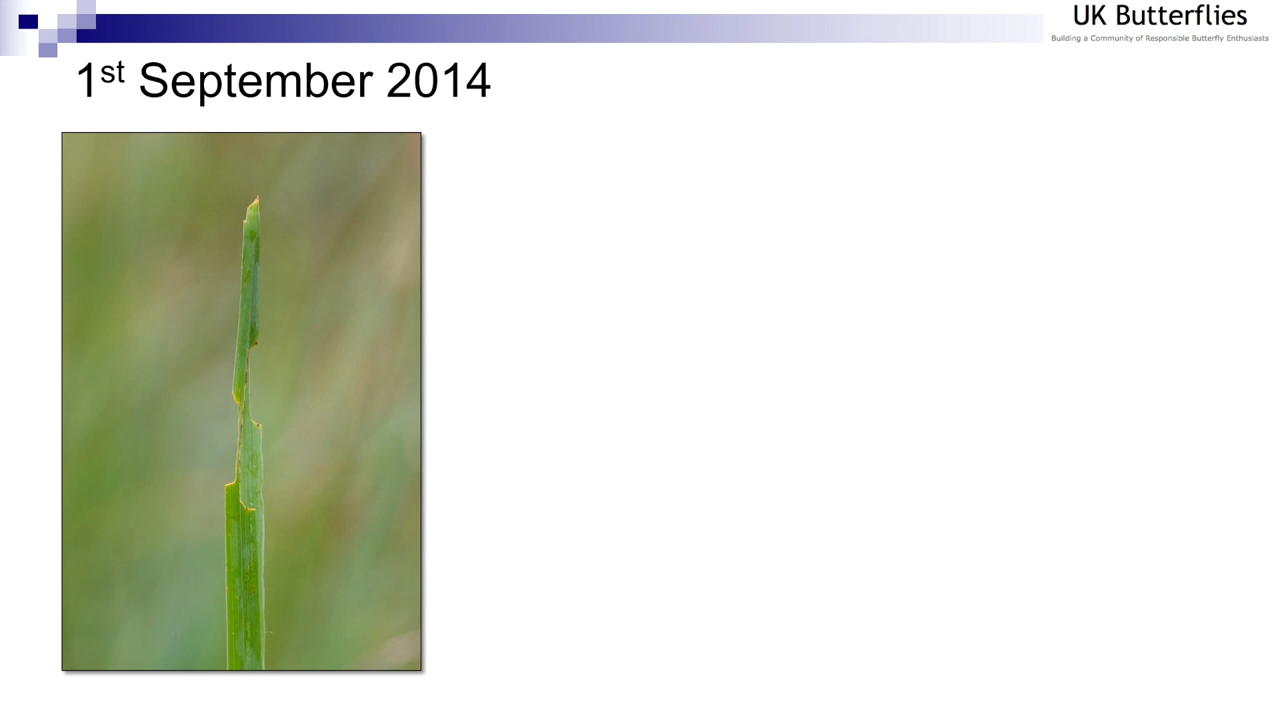 UK Butterflies
Building a Community of Responsible Butterfly Enthusiasts
1st September 2014